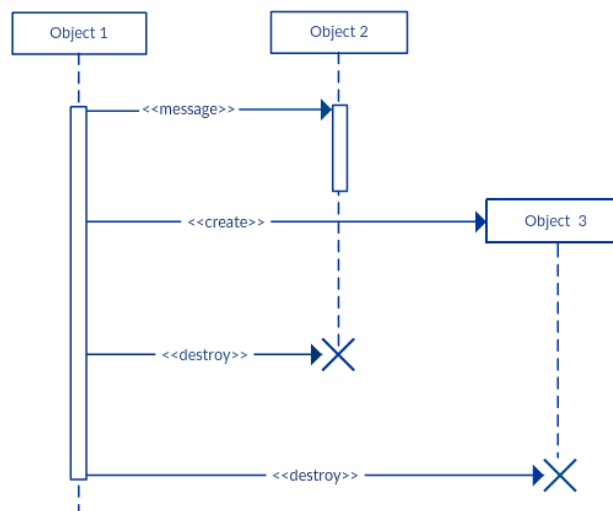 Object 1
Object 2
<<message>>
<<create>>
Object 3
<<destroy>>
<<destroy>>